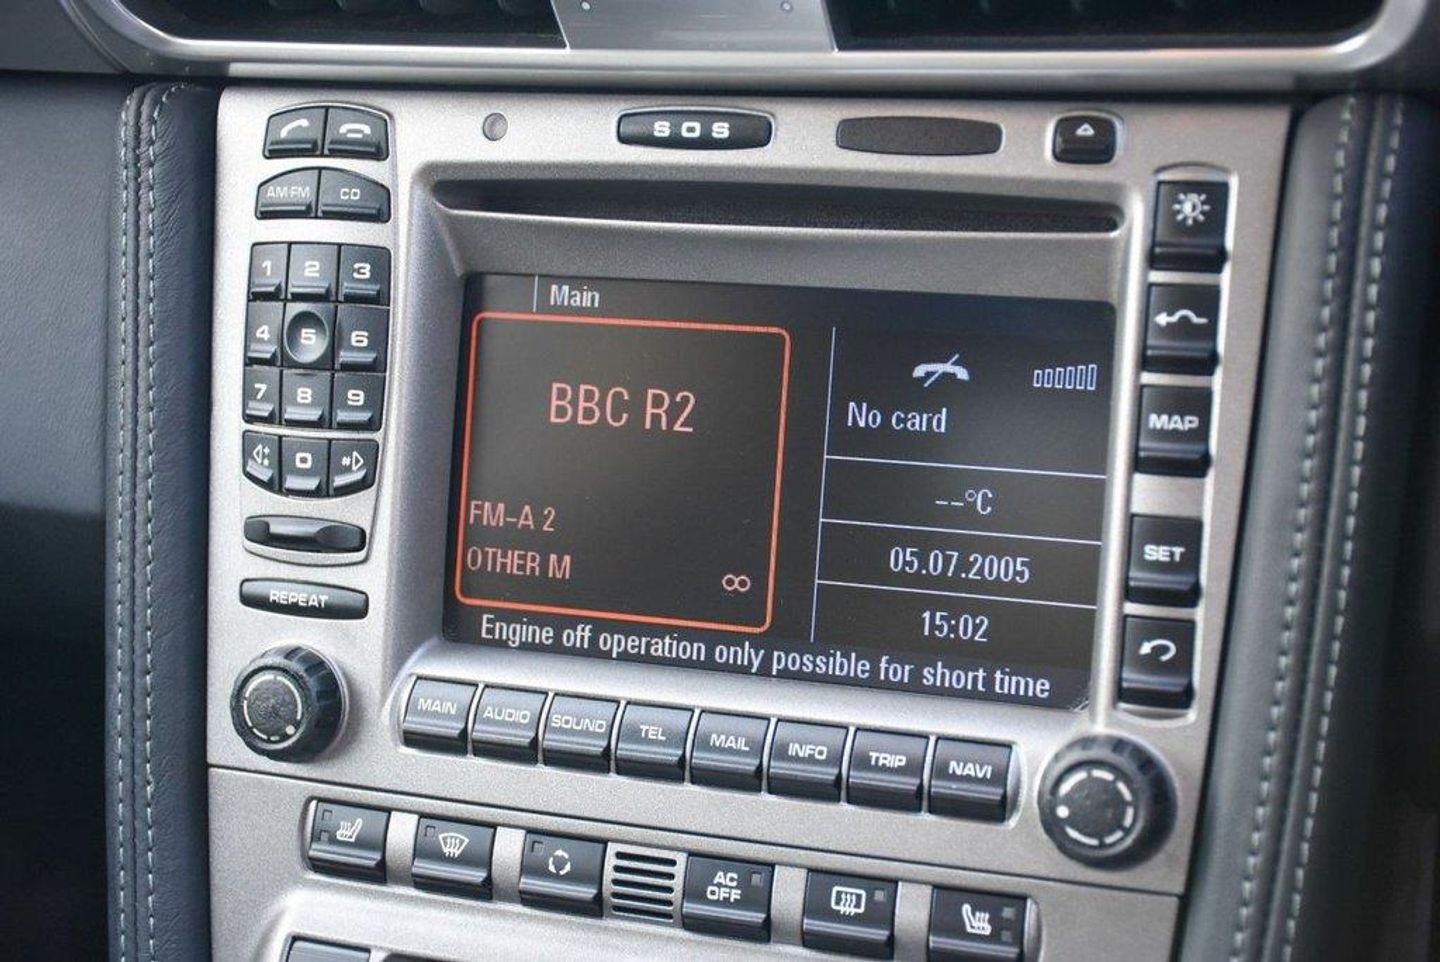 SOS
AM FM CD
1 2 3
4 5 6
7 8 9
0 #
REPEAT
Main
BBC R2
FM-A 2
OTHER M
No card
--°C
05.07.2005
15:02
Engine off operation only possible for short time
MAP
SET
MAIN AUDIO SOUND TEL MAIL INFO TRIP NAVI
AC
OFF